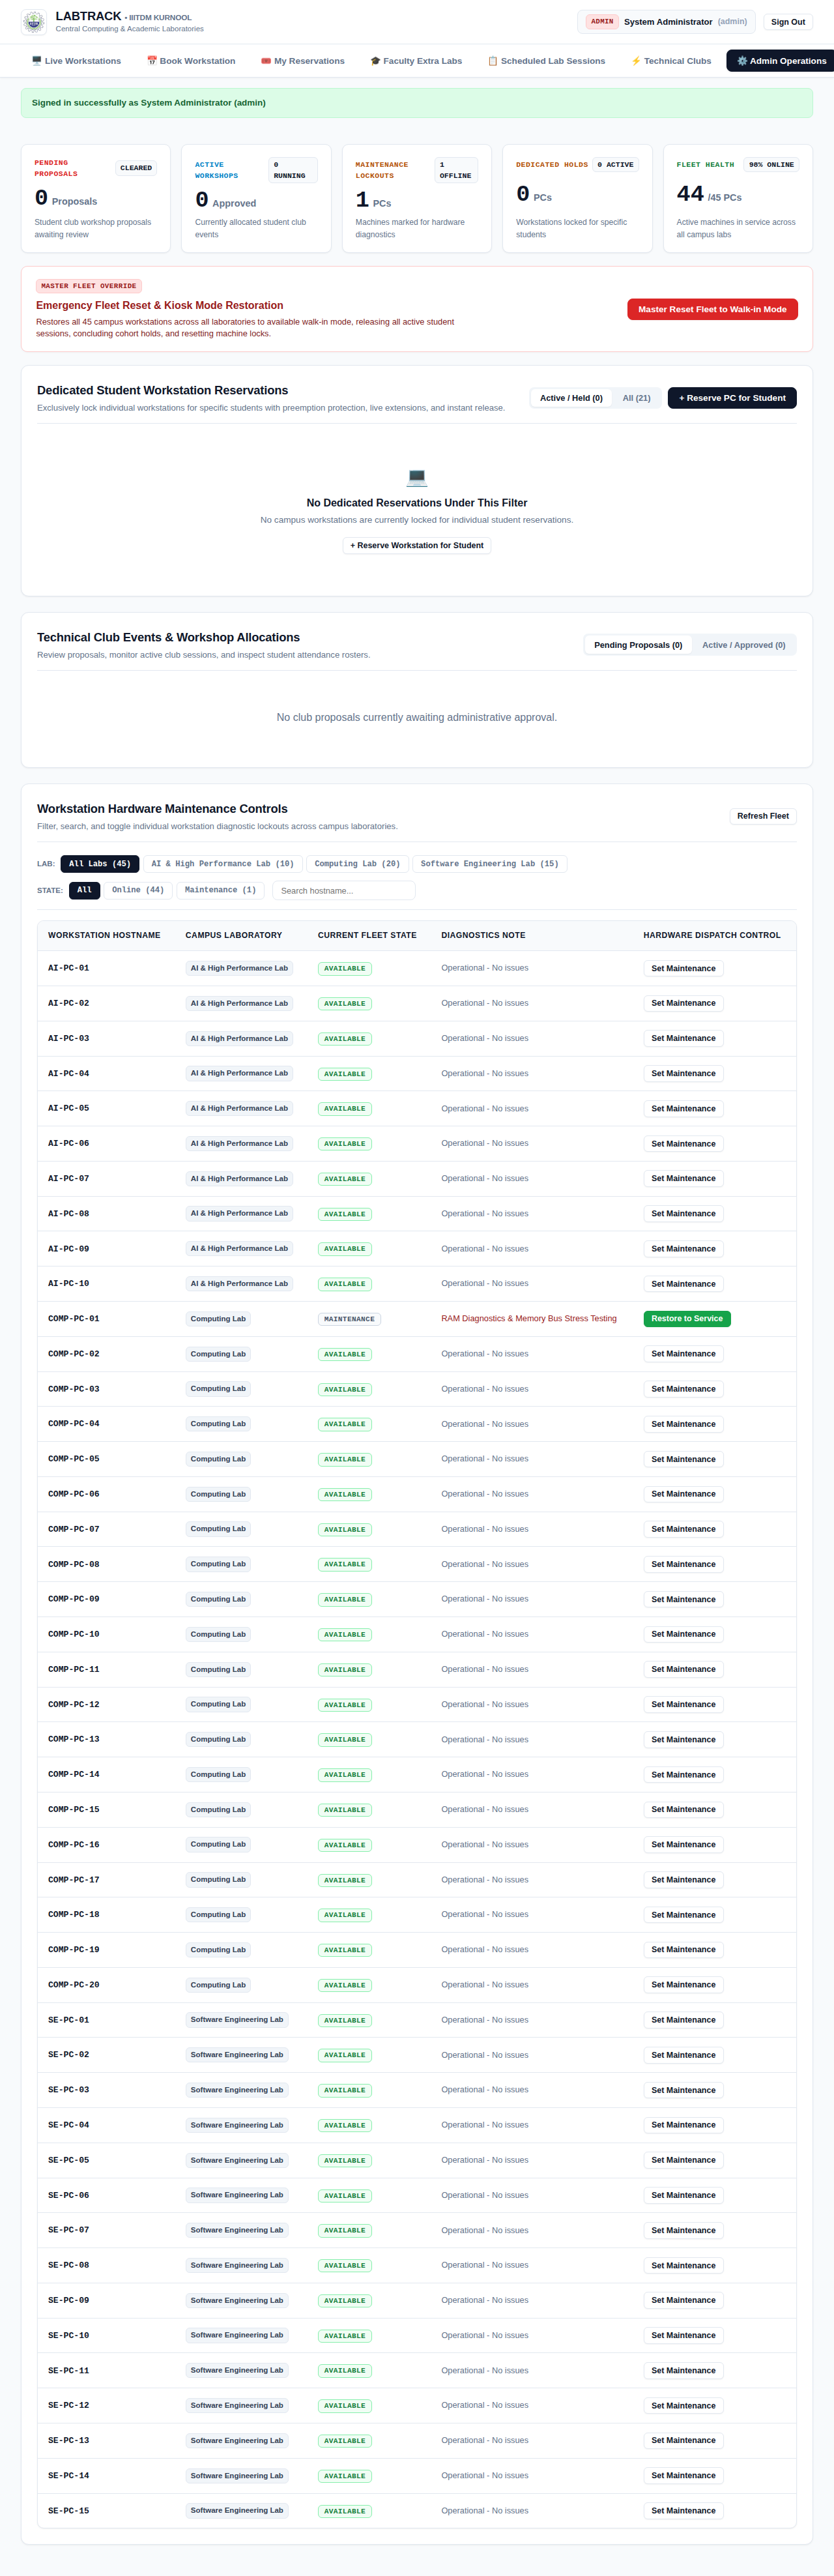 LABTRACK • IIITDM KURNOOL
Central Computing & Academic Laboratories
ADMIN System Administrator (admin) Sign Out
Live Workstations Book Workstation My Reservations Faculty Extra Labs Scheduled Lab Sessions Technical Clubs Admin Operations
Signed in successfully as System Administrator (admin)
PENDING PROPOSALS CLEARED
0 Proposals
Student club workshop proposals
awaiting review
ACTIVE WORKSHOPS 0 RUNNING
0 Approved
Currently allocated student club
events
MAINTENANCE LOCKOUTS 1 OFFLINE
1 PCs
Machines marked for hardware
diagnostics
DEDICATED HOLDS 0 ACTIVE
0 PCs
Workstations locked for specific
students
FLEET HEALTH 98% ONLINE
44 /45 PCs
Active machines in service across
all campus labs
MASTER FLEET OVERRIDE
Emergency Fleet Reset & Kiosk Mode Restoration
Restores all 45 campus workstations across all laboratories to available walk-in mode, releasing all active student
sessions, concluding cohort holds, and resetting machine locks.
Master Reset Fleet to Walk-in Mode
Dedicated Student Workstation Reservations
Exclusively lock individual workstations for specific students with preemption protection, live extensions, and instant release.
Active / Held (0) All (21) + Reserve PC for Student
No Dedicated Reservations Under This Filter
No campus workstations are currently locked for individual student reservations.
+ Reserve Workstation for Student
Technical Club Events & Workshop Allocations
Review proposals, monitor active club sessions, and inspect student attendance rosters.
Pending Proposals (0) Active / Approved (0)
No club proposals currently awaiting administrative approval.
Workstation Hardware Maintenance Controls
Filter, search, and toggle individual workstation diagnostic lockouts across campus laboratories.
Refresh Fleet
LAB: All Labs (45) AI & High Performance Lab (10) Computing Lab (20) Software Engineering Lab (15)
STATE: All Online (44) Maintenance (1) Search hostname...
WORKSTATION HOSTNAME CAMPUS LABORATORY CURRENT FLEET STATE DIAGNOSTICS NOTE HARDWARE DISPATCH CONTROL
AI-PC-01 AI & High Performance Lab AVAILABLE Operational - No issues Set Maintenance
AI-PC-02 AI & High Performance Lab AVAILABLE Operational - No issues Set Maintenance
AI-PC-03 AI & High Performance Lab AVAILABLE Operational - No issues Set Maintenance
AI-PC-04 AI & High Performance Lab AVAILABLE Operational - No issues Set Maintenance
AI-PC-05 AI & High Performance Lab AVAILABLE Operational - No issues Set Maintenance
AI-PC-06 AI & High Performance Lab AVAILABLE Operational - No issues Set Maintenance
AI-PC-07 AI & High Performance Lab AVAILABLE Operational - No issues Set Maintenance
AI-PC-08 AI & High Performance Lab AVAILABLE Operational - No issues Set Maintenance
AI-PC-09 AI & High Performance Lab AVAILABLE Operational - No issues Set Maintenance
AI-PC-10 AI & High Performance Lab AVAILABLE Operational - No issues Set Maintenance
COMP-PC-01 Computing Lab MAINTENANCE RAM Diagnostics & Memory Bus Stress Testing Restore to Service
COMP-PC-02 Computing Lab AVAILABLE Operational - No issues Set Maintenance
COMP-PC-03 Computing Lab AVAILABLE Operational - No issues Set Maintenance
COMP-PC-04 Computing Lab AVAILABLE Operational - No issues Set Maintenance
COMP-PC-05 Computing Lab AVAILABLE Operational - No issues Set Maintenance
COMP-PC-06 Computing Lab AVAILABLE Operational - No issues Set Maintenance
COMP-PC-07 Computing Lab AVAILABLE Operational - No issues Set Maintenance
COMP-PC-08 Computing Lab AVAILABLE Operational - No issues Set Maintenance
COMP-PC-09 Computing Lab AVAILABLE Operational - No issues Set Maintenance
COMP-PC-10 Computing Lab AVAILABLE Operational - No issues Set Maintenance
COMP-PC-11 Computing Lab AVAILABLE Operational - No issues Set Maintenance
COMP-PC-12 Computing Lab AVAILABLE Operational - No issues Set Maintenance
COMP-PC-13 Computing Lab AVAILABLE Operational - No issues Set Maintenance
COMP-PC-14 Computing Lab AVAILABLE Operational - No issues Set Maintenance
COMP-PC-15 Computing Lab AVAILABLE Operational - No issues Set Maintenance
COMP-PC-16 Computing Lab AVAILABLE Operational - No issues Set Maintenance
COMP-PC-17 Computing Lab AVAILABLE Operational - No issues Set Maintenance
COMP-PC-18 Computing Lab AVAILABLE Operational - No issues Set Maintenance
COMP-PC-19 Computing Lab AVAILABLE Operational - No issues Set Maintenance
COMP-PC-20 Computing Lab AVAILABLE Operational - No issues Set Maintenance
SE-PC-01 Software Engineering Lab AVAILABLE Operational - No issues Set Maintenance
SE-PC-02 Software Engineering Lab AVAILABLE Operational - No issues Set Maintenance
SE-PC-03 Software Engineering Lab AVAILABLE Operational - No issues Set Maintenance
SE-PC-04 Software Engineering Lab AVAILABLE Operational - No issues Set Maintenance
SE-PC-05 Software Engineering Lab AVAILABLE Operational - No issues Set Maintenance
SE-PC-06 Software Engineering Lab AVAILABLE Operational - No issues Set Maintenance
SE-PC-07 Software Engineering Lab AVAILABLE Operational - No issues Set Maintenance
SE-PC-08 Software Engineering Lab AVAILABLE Operational - No issues Set Maintenance
SE-PC-09 Software Engineering Lab AVAILABLE Operational - No issues Set Maintenance
SE-PC-10 Software Engineering Lab AVAILABLE Operational - No issues Set Maintenance
SE-PC-11 Software Engineering Lab AVAILABLE Operational - No issues Set Maintenance
SE-PC-12 Software Engineering Lab AVAILABLE Operational - No issues Set Maintenance
SE-PC-13 Software Engineering Lab AVAILABLE Operational - No issues Set Maintenance
SE-PC-14 Software Engineering Lab AVAILABLE Operational - No issues Set Maintenance
SE-PC-15 Software Engineering Lab AVAILABLE Operational - No issues Set Maintenance